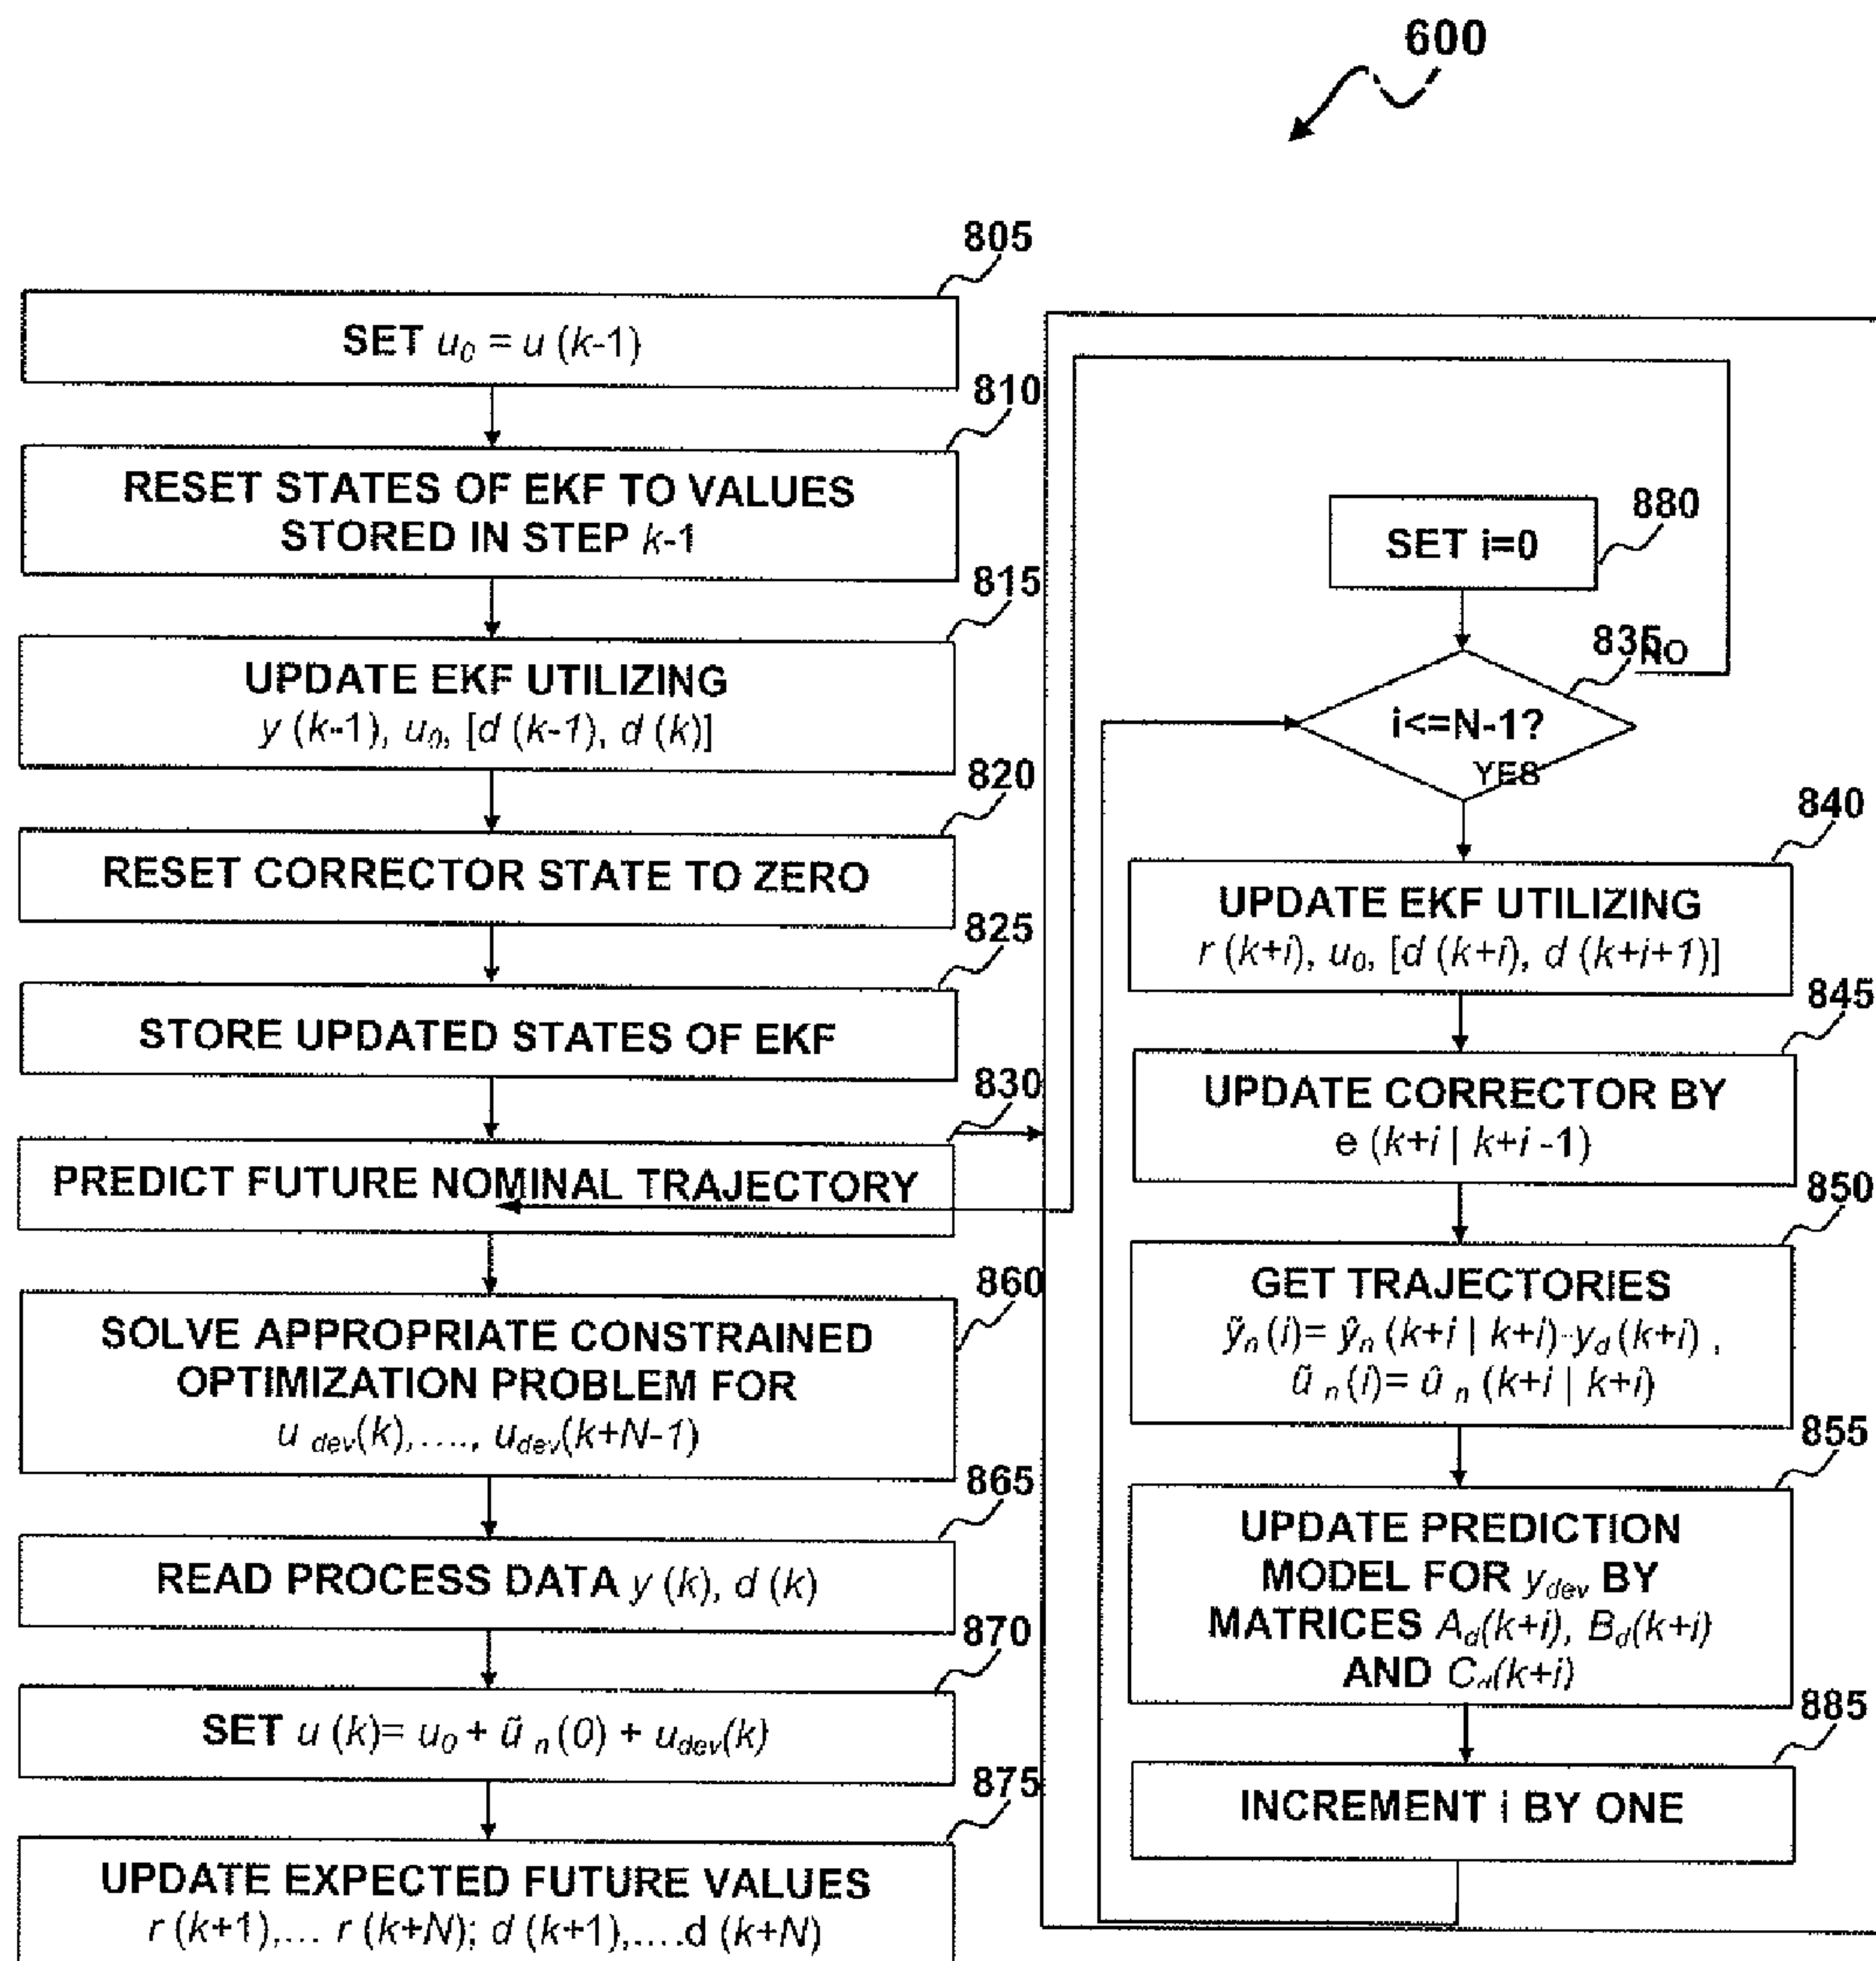 600
805
SET u0 = u (k-1)
810
RESET STATES OF EKF TO VALUES
STORED IN STEP k-1
815
UPDATE EKF UTILIZING
y (k-1), u0, [d (k-1), d (k)]
820
RESET CORRECTOR STATE TO ZERO
825
STORE UPDATED STATES OF EKF
830
PREDICT FUTURE NOMINAL TRAJECTORY
860
SOLVE APPROPRIATE CONSTRAINED
OPTIMIZATION PROBLEM FOR
u dev(k),...., udev(k+N-1)
865
READ PROCESS DATA y (k), d (k)
870
SET u (k)= u0 + ũ n (0) + udev(k)
875
UPDATE EXPECTED FUTURE VALUES
r (k+1),... r (k+N); d (k+1),....d (k+N)
880
SET i=0
835
NO
i<=N-1?
YES
840
UPDATE EKF UTILIZING
r (k+i), u0, [d (k+i), d (k+i+1)]
845
UPDATE CORRECTOR BY
e (k+i | k+i -1)
850
GET TRAJECTORIES
ỹn (i)= ŷn (k+i | k+i)-yd (k+i) ,
ũ n (i)= û n (k+i | k+i)
855
UPDATE PREDICTION
MODEL FOR ydev BY
MATRICES Ad(k+i), Bd(k+i)
AND Cd(k+i)
885
INCREMENT i BY ONE